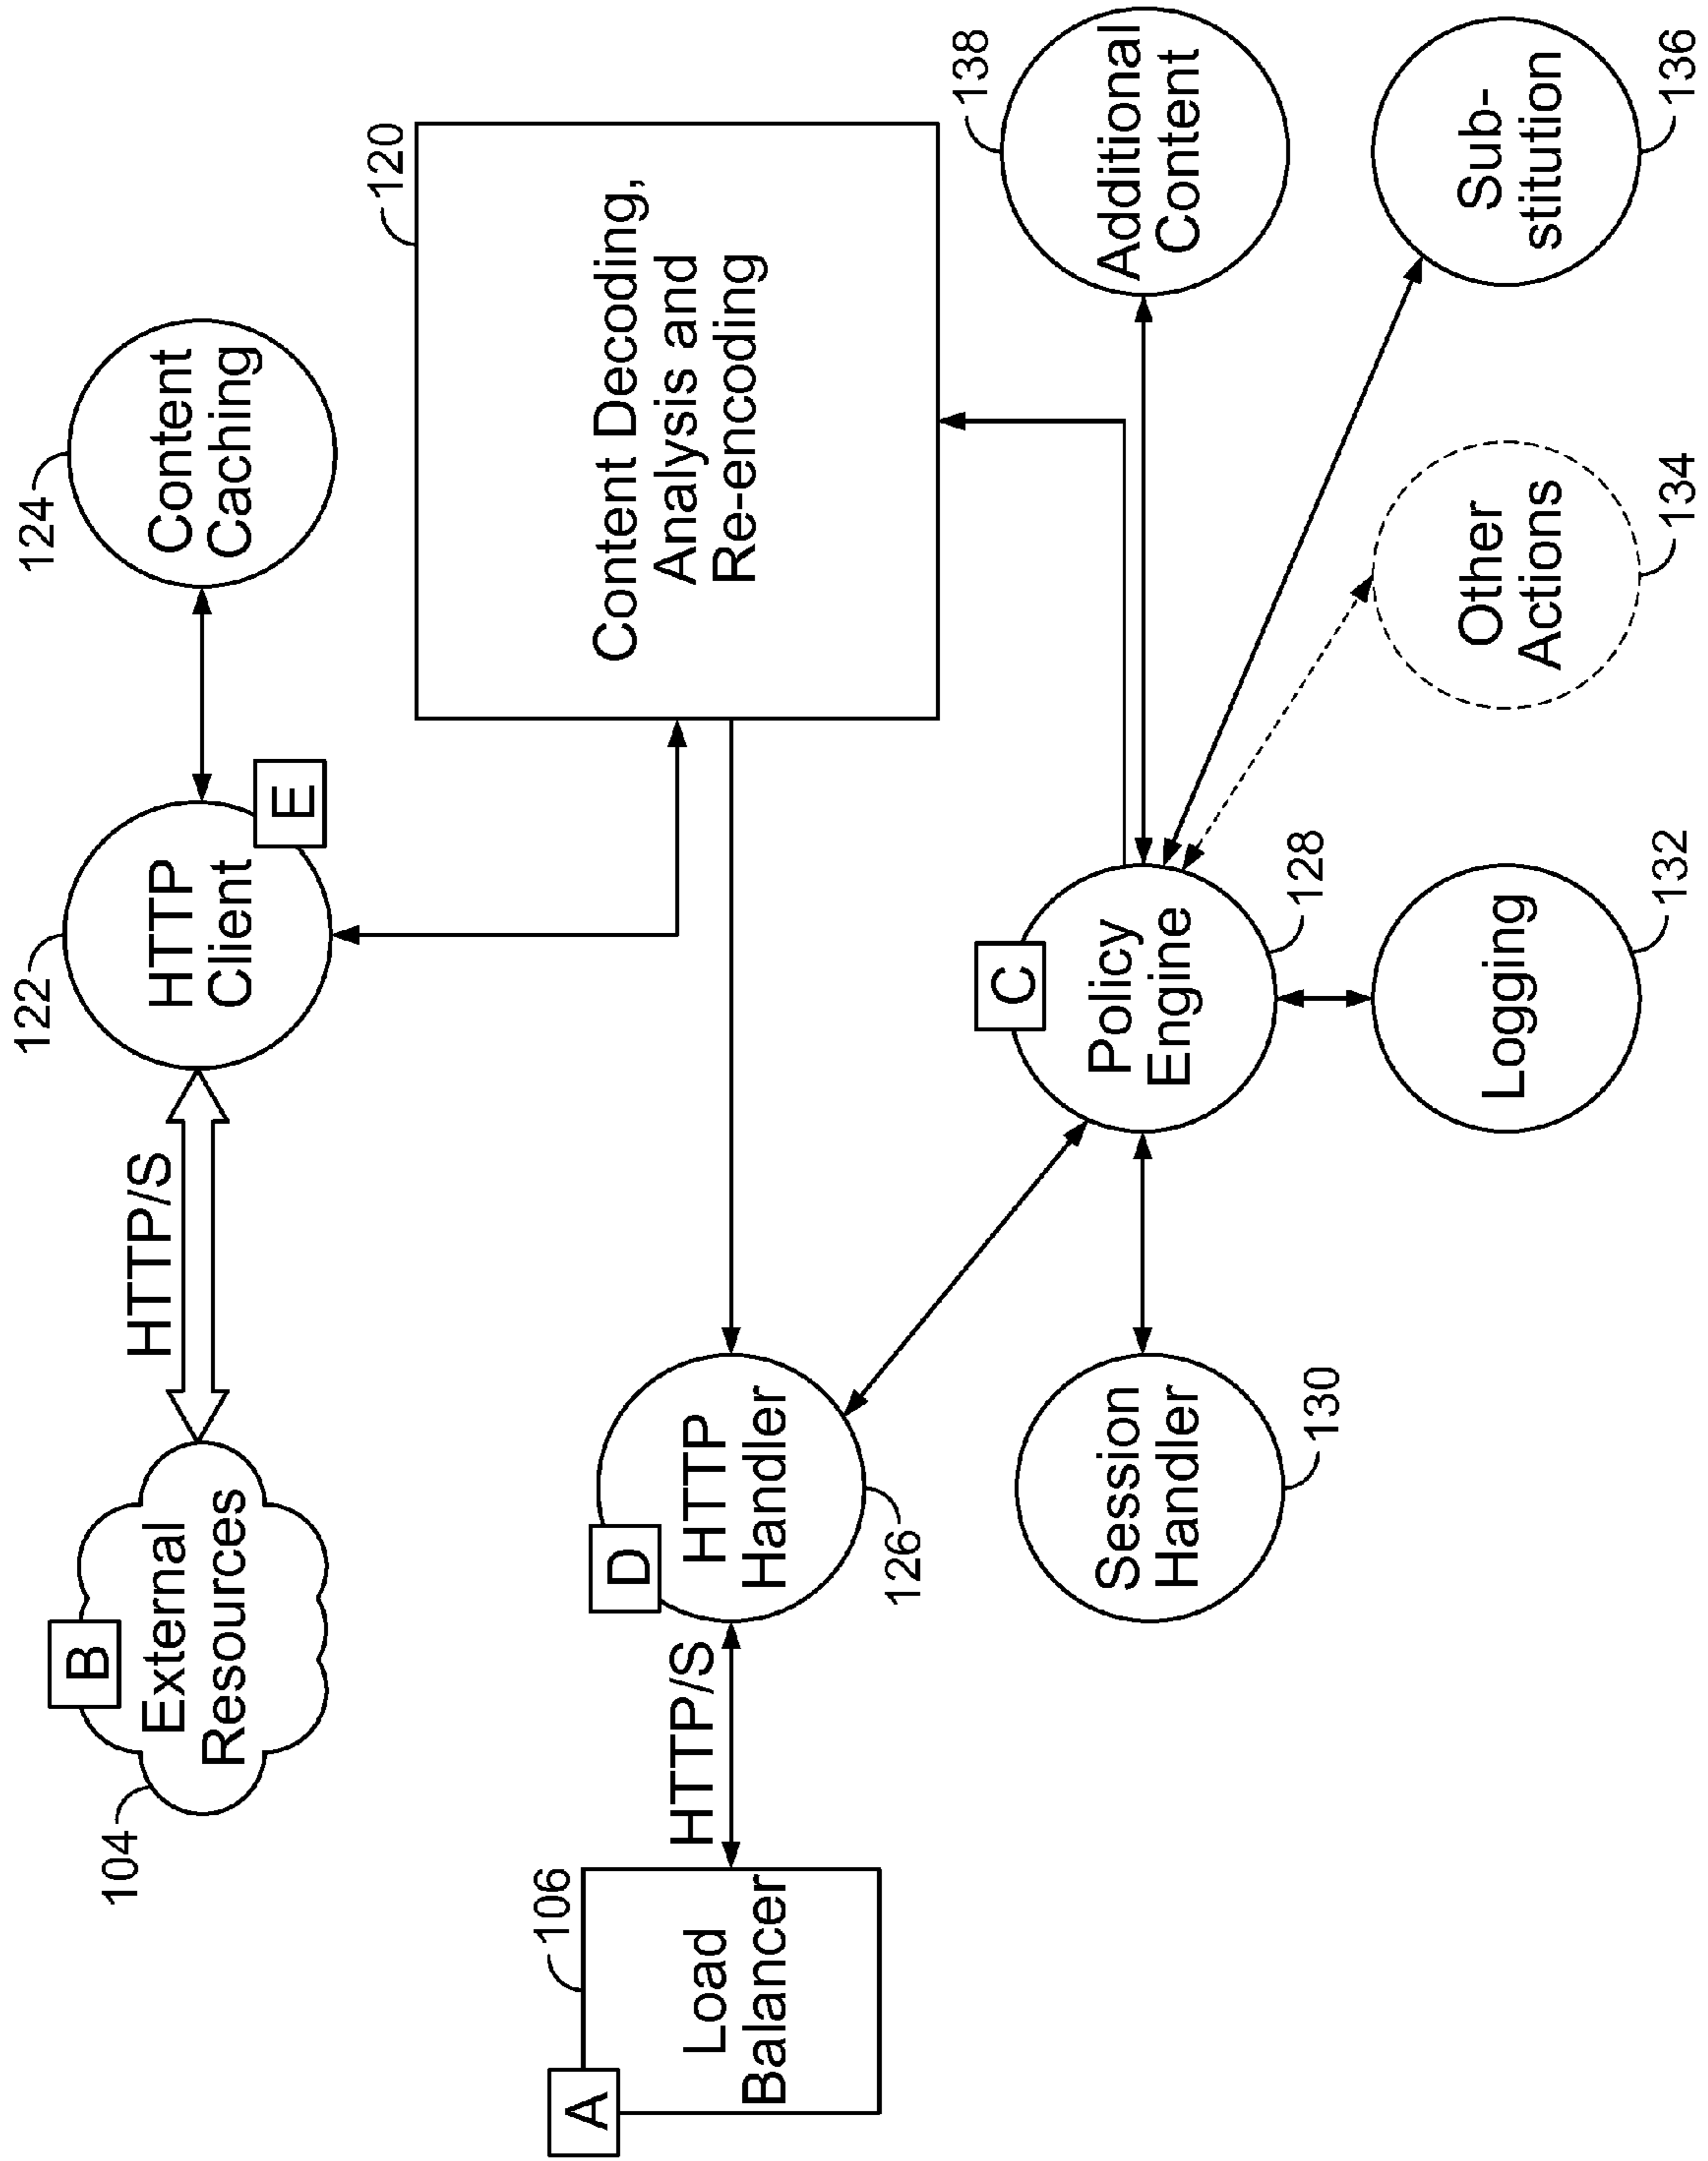 122
HTTP
Client
E
124
Content
Caching
HTTP/S
104
B
External
Resources
120
Content Decoding,
Analysis and
Re-encoding
106
A
Load
Balancer
HTTP/S
D
HTTP
Handler
126
C
Policy
Engine
128
138
Additional
Content
Session
Handler
130
Logging
132
Other
Actions
134
Sub-
stitution
136